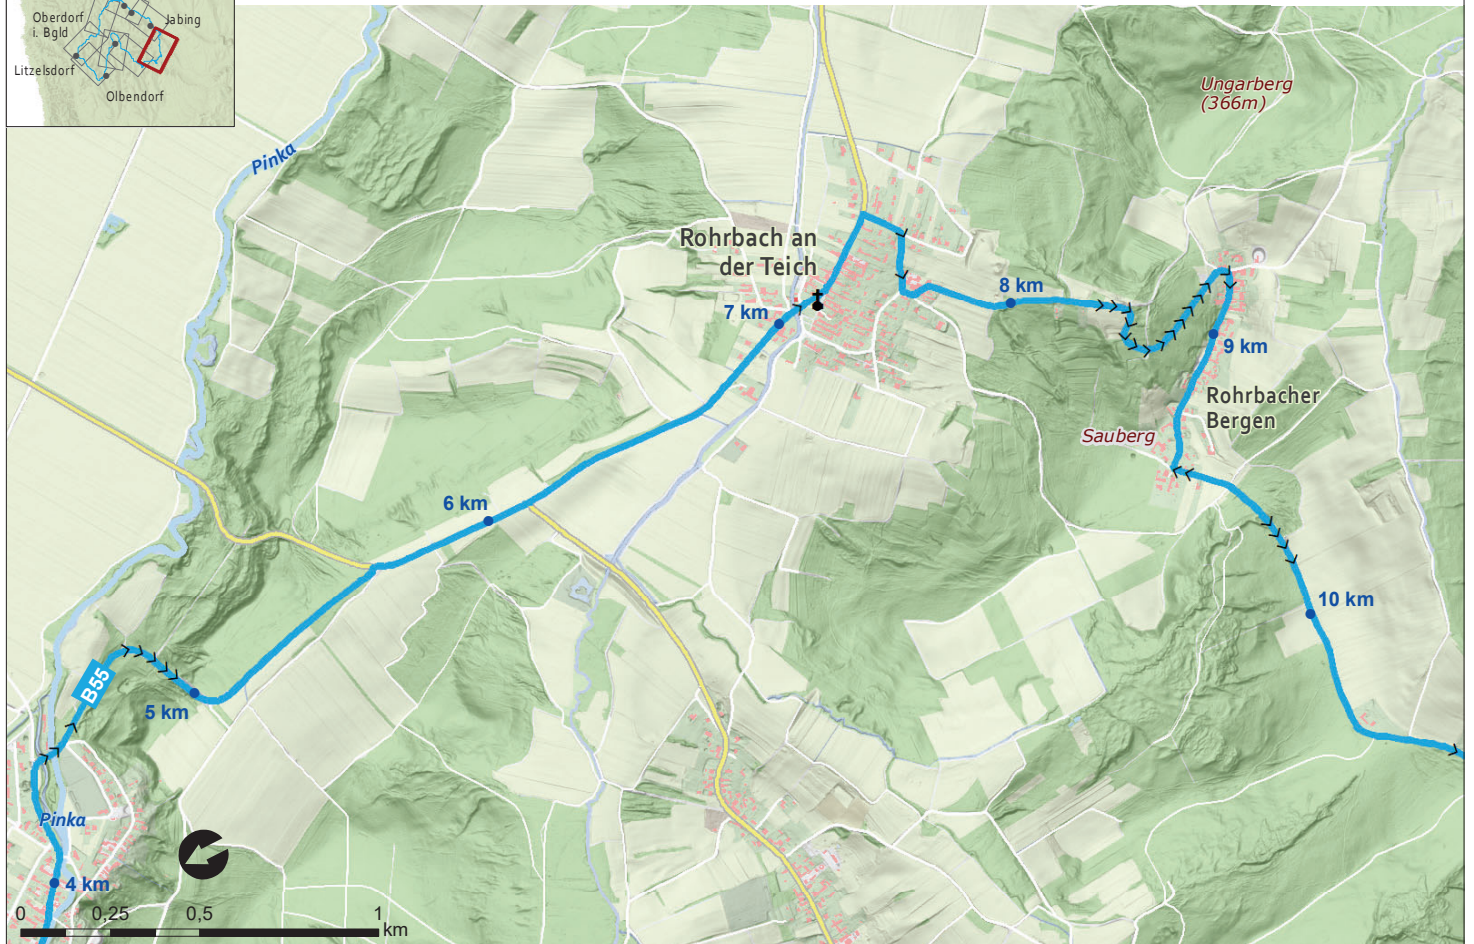 Oberdorf
i. Bgld
Jabing
Litzelsdorf
Olbendorf
Pinka
Ungarberg
(366m)
Rohrbach an
der Teich
8 km
7 km
9 km
Rohrbacher
Bergen
Sauberg
6 km
10 km
B55
5 km
Pinka
4 km
0
0,25
0,5
1
km